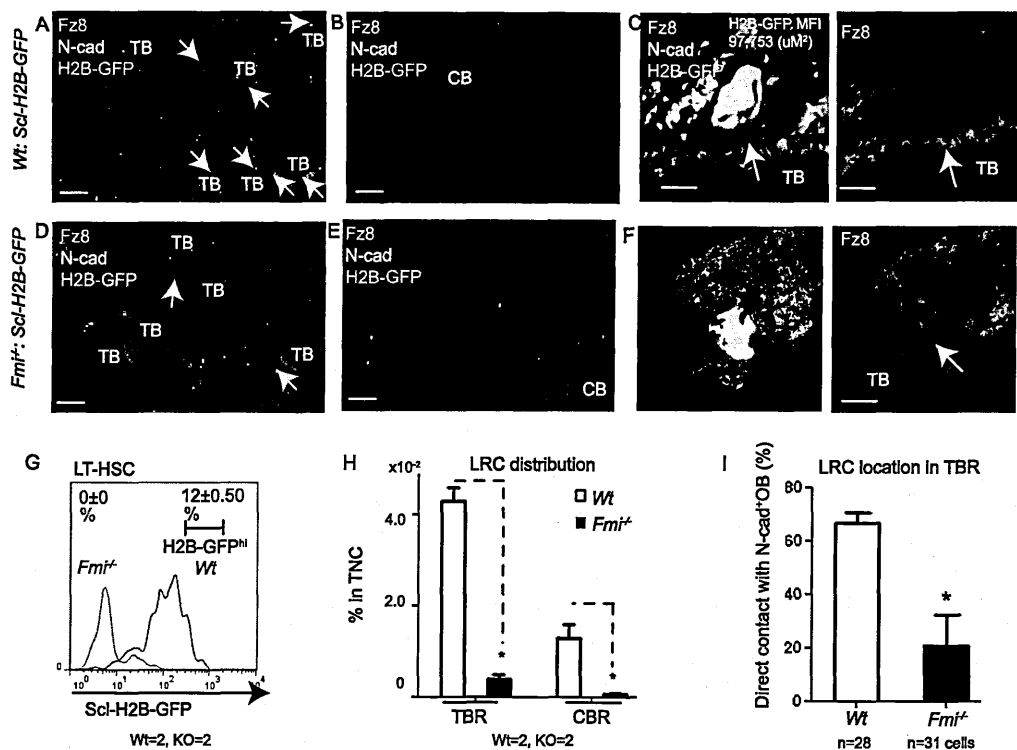 Wt: Scl-H2B-GFP
A
Fz8
N-cad
H2B-GFP
TB
TB
TB
TB
TB
TB
B
Fz8
N-cad
H2B-GFP
CB
C
Fz8
N-cad
H2B-GFP
H2B-GFP MFI
97,753 (uM²)
TB
Fz8
TB
Fmi-/-: Scl-H2B-GFP
D
Fz8
N-cad
H2B-GFP
TB
TB
TB
TB
TB
E
Fz8
N-cad
H2B-GFP
CB
F
Fz8
TB
G
LT-HSC
0±0
%
12±0.50
%
H2B-GFPhi
Fmi-/-
Wt
0
10⁰ 10¹ 10² 10³ 10⁴
Scl-H2B-GFP
Wt=2, KO=2
H
x10⁻²
LRC distribution
Wt
Fmi-/-
% in TNC
4.0
2.0
0
*
*
TBR CBR
Wt=2, KO=2
I
LRC location in TBR
Direct contact with N-cad⁺OB (%)
80
60
40
20
0
*
Wt Fmi-/-
n=28 n=31 cells